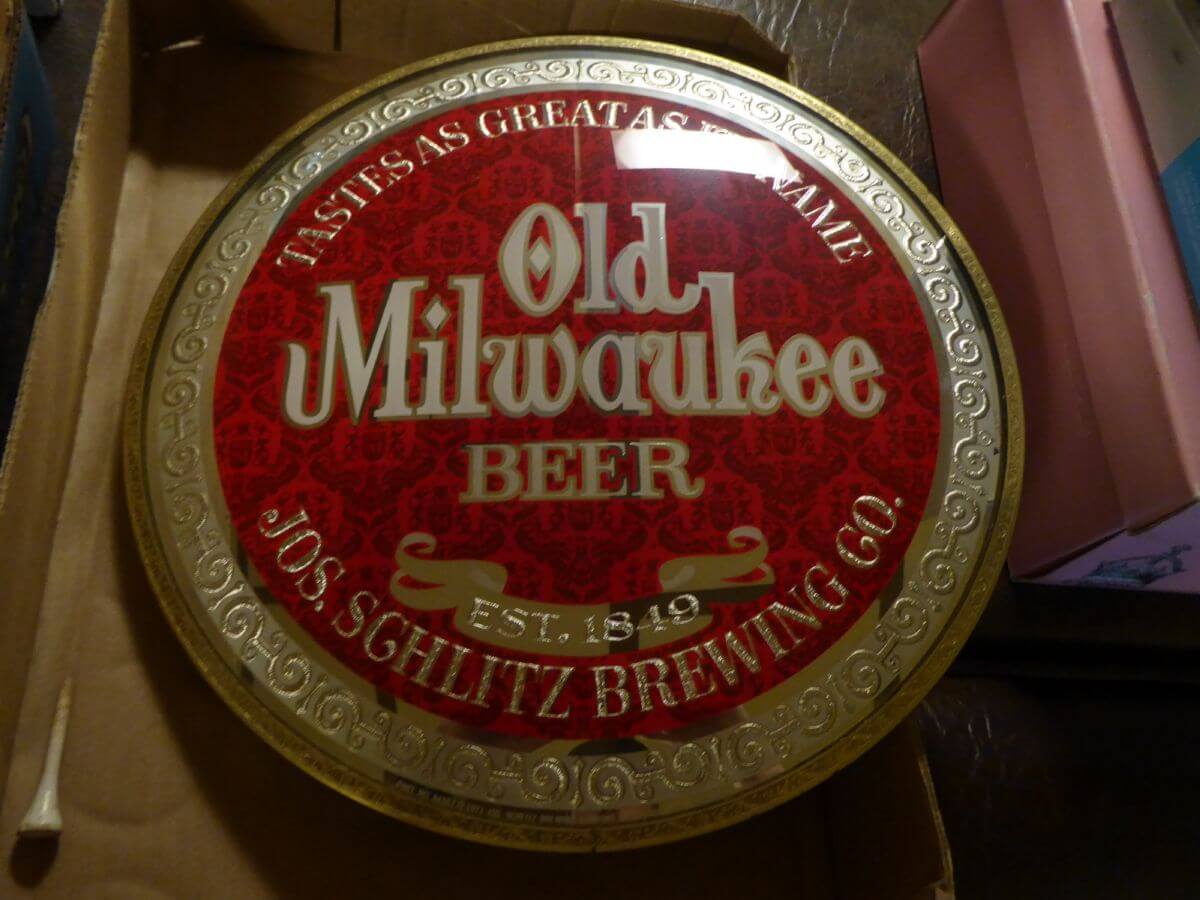 TASTES AS GREAT AS NAME
Old
Milwaukee
BEER
EST. 1849
JOS. SCHLITZ BREWING CO.